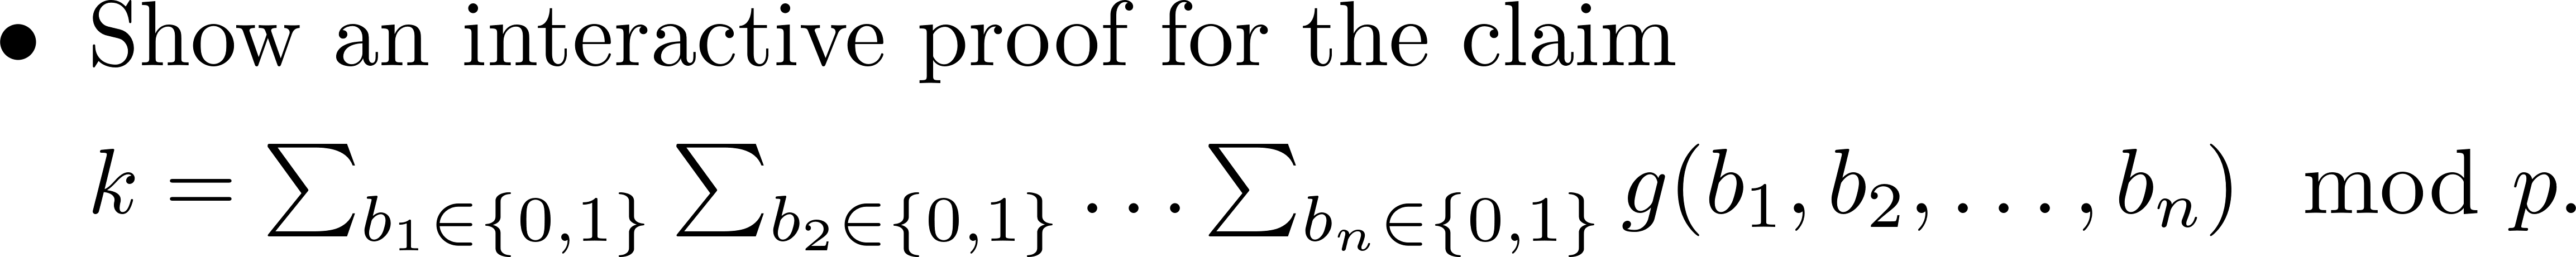 • Show an interactive proof for the claim
k = ∑_{b_1∈{0,1}} ∑_{b_2∈{0,1}} ⋯ ∑_{b_n∈{0,1}} g(b_1, b_2, . . . , b_n) mod p.